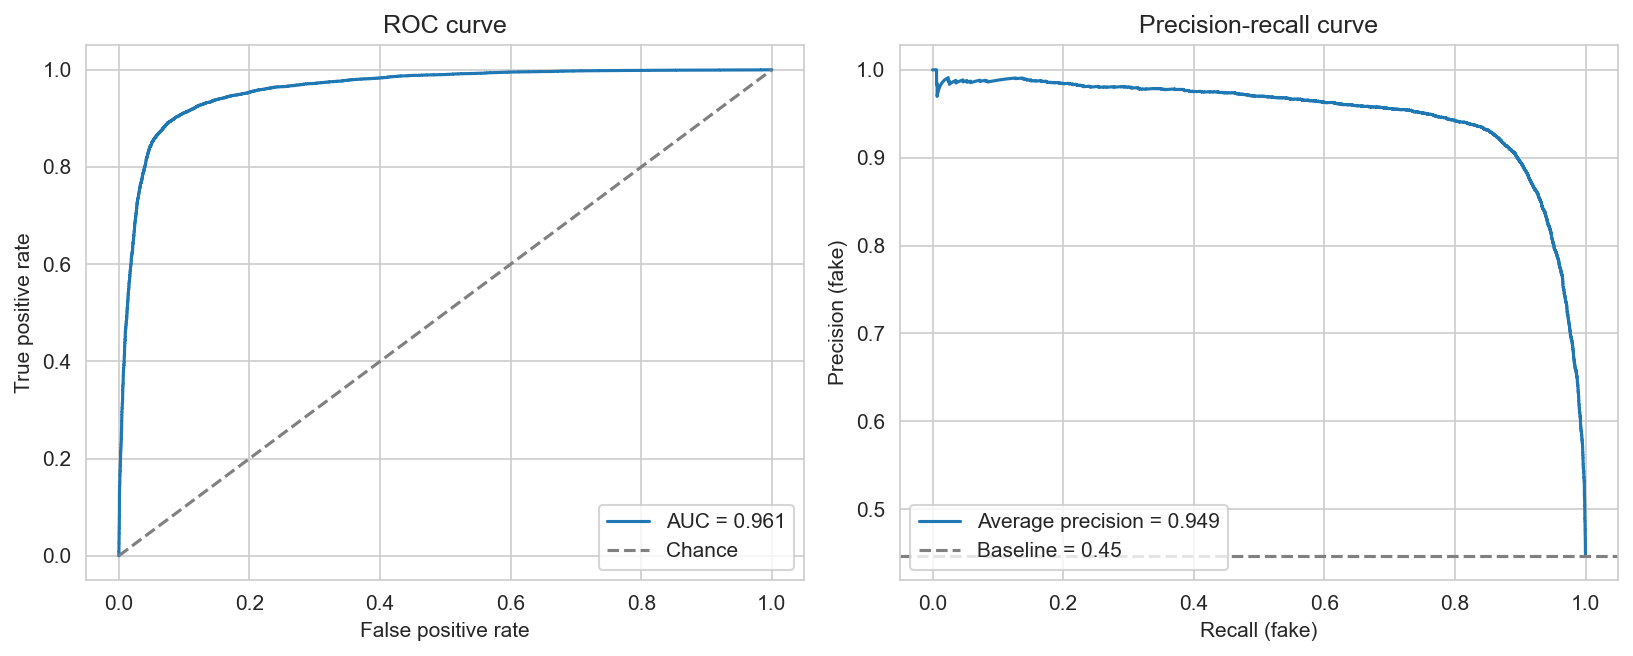 ROC curve
1.0
0.8
0.6
0.4
0.2
0.0
True positive rate
AUC = 0.961
Chance
0.0 0.2 0.4 0.6 0.8 1.0
False positive rate
Precision-recall curve
1.0
0.9
0.8
0.7
0.6
0.5
Precision (fake)
Average precision = 0.949
Baseline = 0.45
0.0 0.2 0.4 0.6 0.8 1.0
Recall (fake)